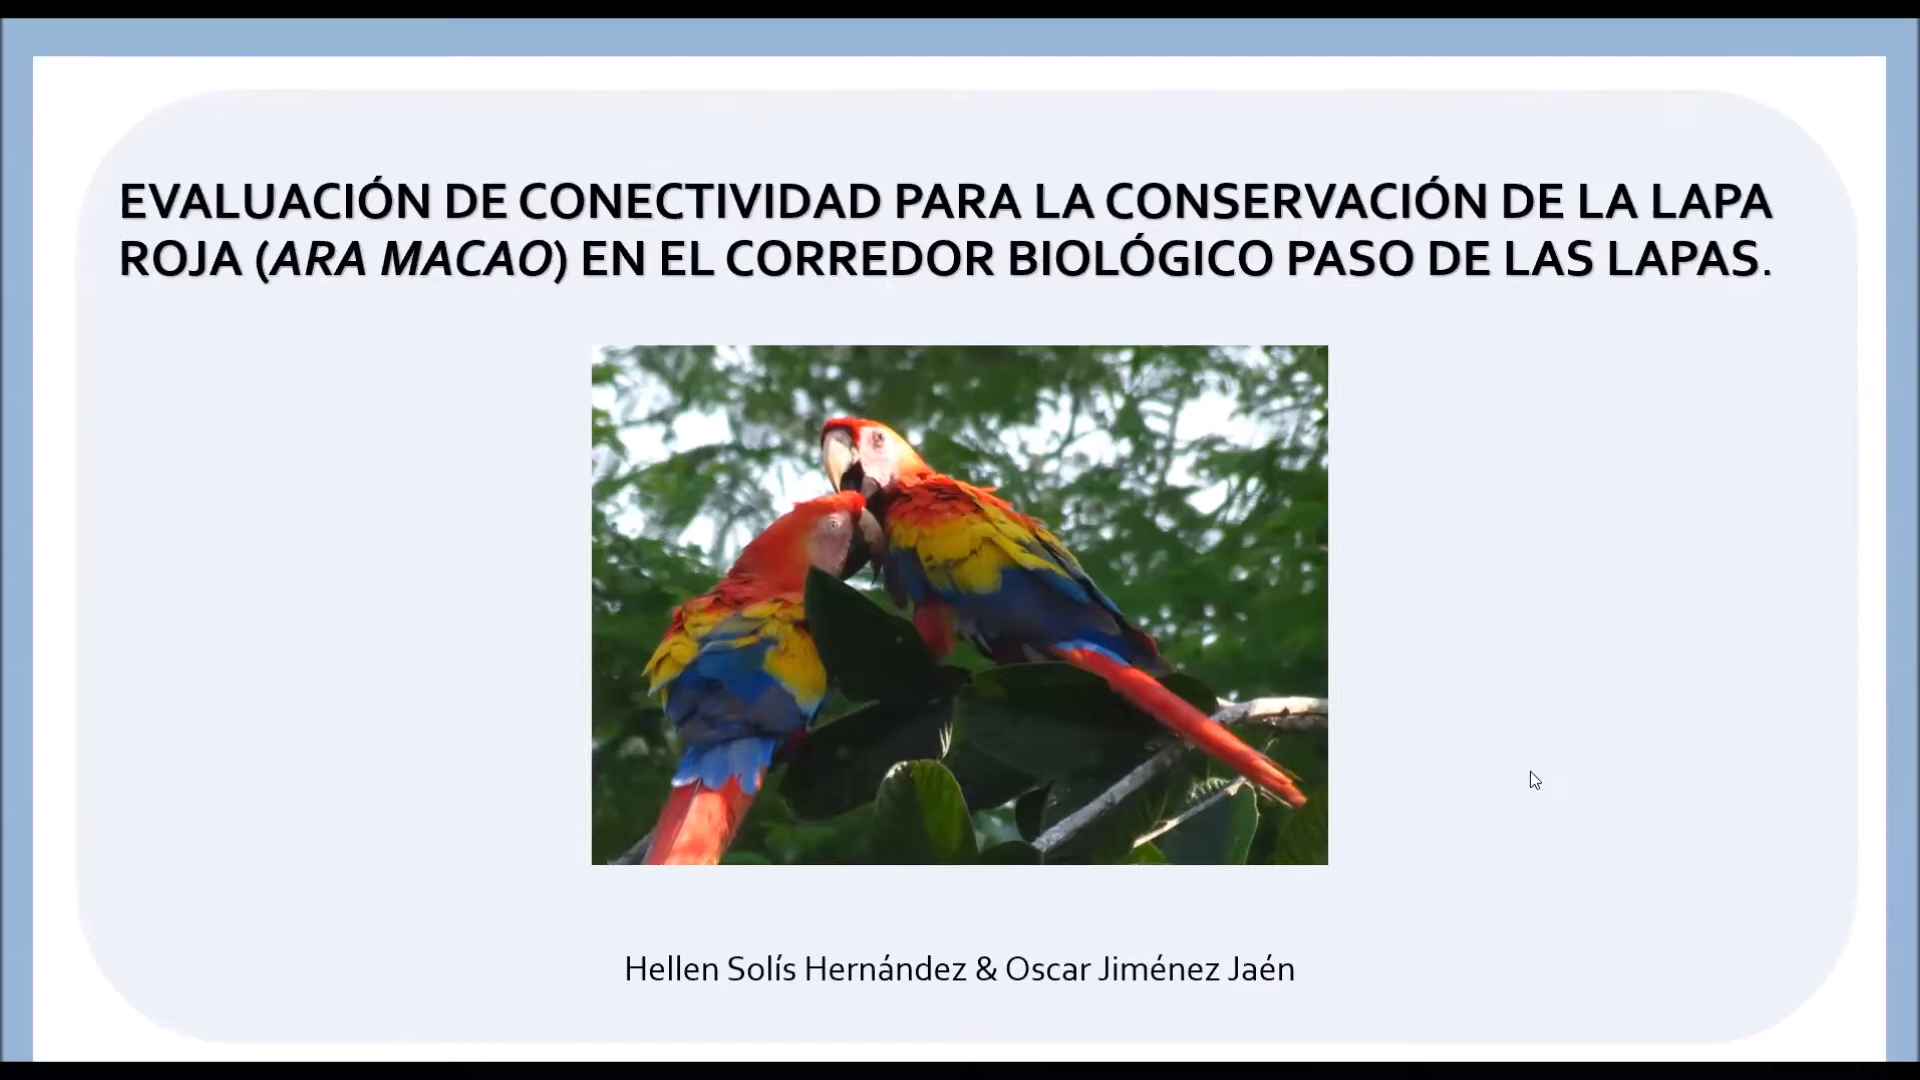 EVALUACIÓN DE CONECTIVIDAD PARA LA CONSERVACIÓN DE LA LAPA
ROJA (ARA MACAO) EN EL CORREDOR BIOLÓGICO PASO DE LAS LAPAS.
Hellen Solís Hernández & Oscar Jiménez Jaén